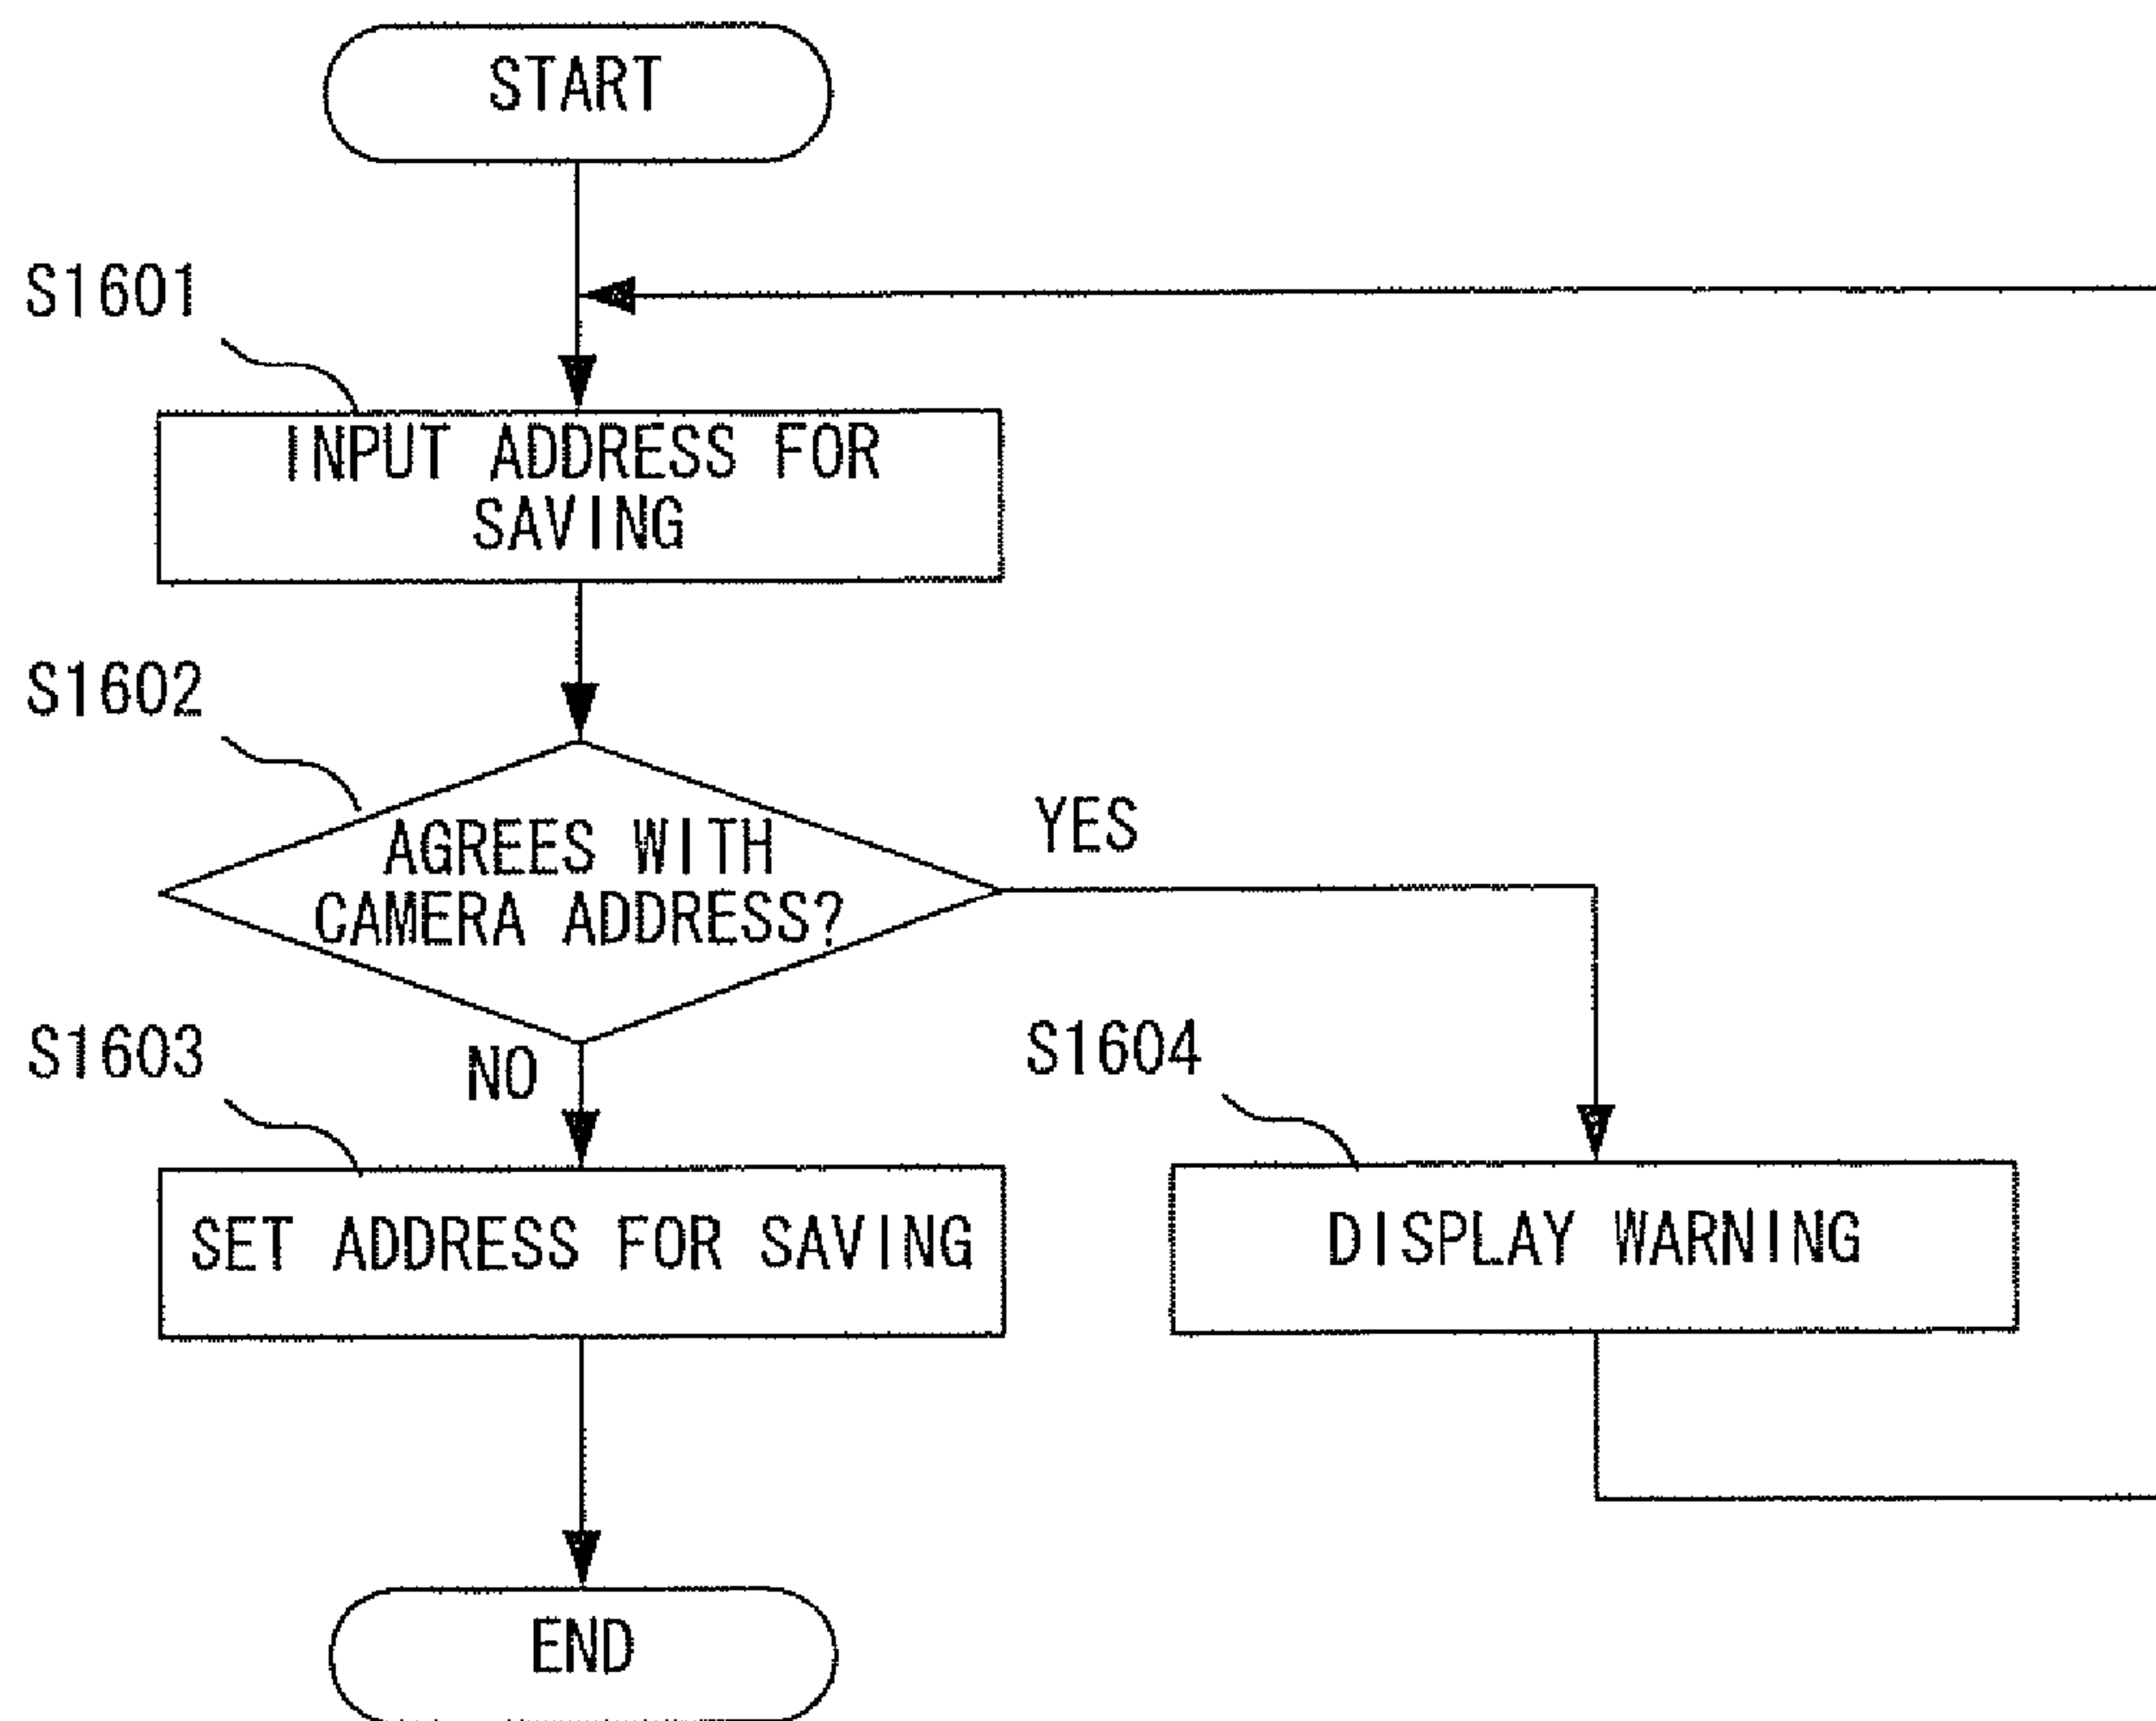 START
S1601
INPUT ADDRESS FOR
SAVING
S1602
AGREES WITH
CAMERA ADDRESS?
YES
NO
S1603
SET ADDRESS FOR SAVING
S1604
DISPLAY WARNING
END